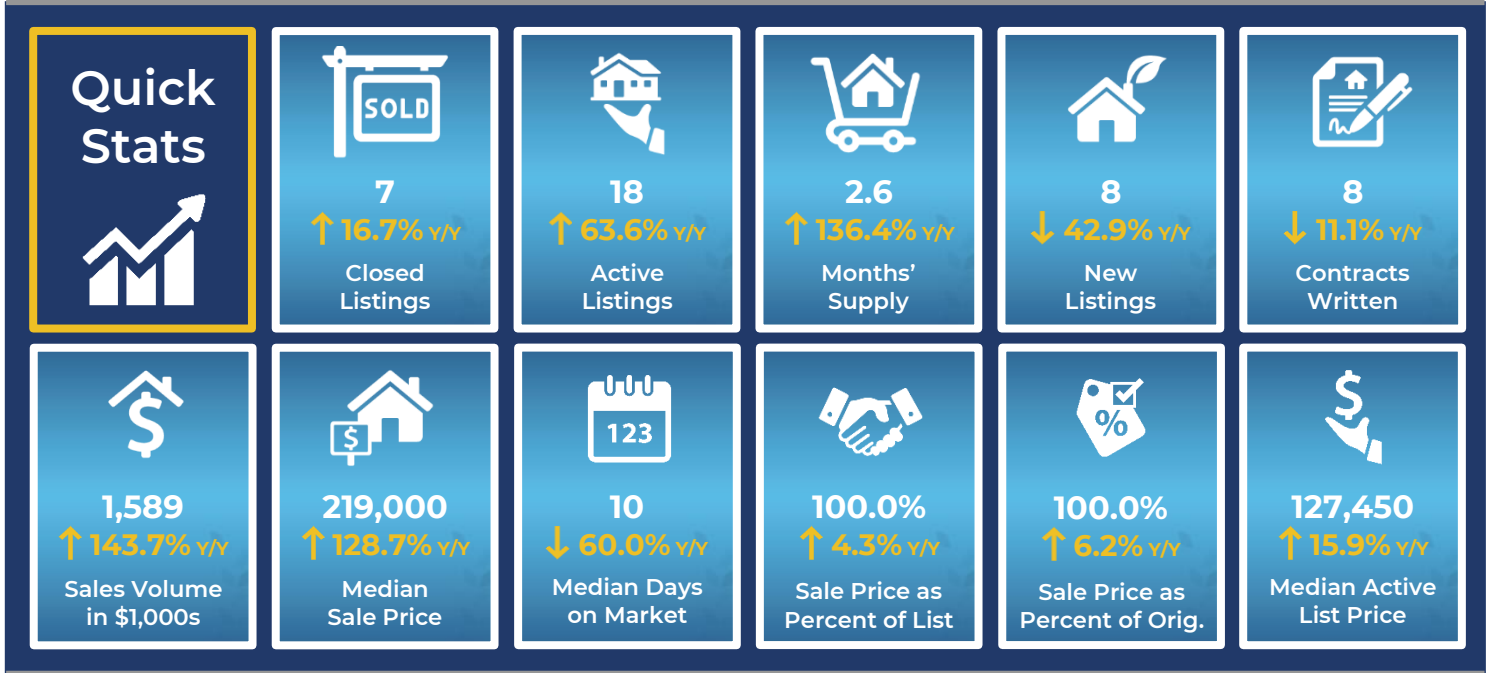 Quick
Stats
SOLD
7
↑ 16.7% Y/Y
Closed
Listings
18
↑ 63.6% Y/Y
Active
Listings
2.6
↑ 136.4% Y/Y
Months’
Supply
8
↓ 42.9% Y/Y
New
Listings
8
↓ 11.1% Y/Y
Contracts
Written
$
1,589
↑ 143.7% Y/Y
Sales Volume
in $1,000s
$
219,000
↑ 128.7% Y/Y
Median
Sale Price
123
10
↓ 60.0% Y/Y
Median Days
on Market
100.0%
↑ 4.3% Y/Y
Sale Price as
Percent of List
%
100.0%
↑ 6.2% Y/Y
Sale Price as
Percent of Orig.
$
127,450
↑ 15.9% Y/Y
Median Active
List Price